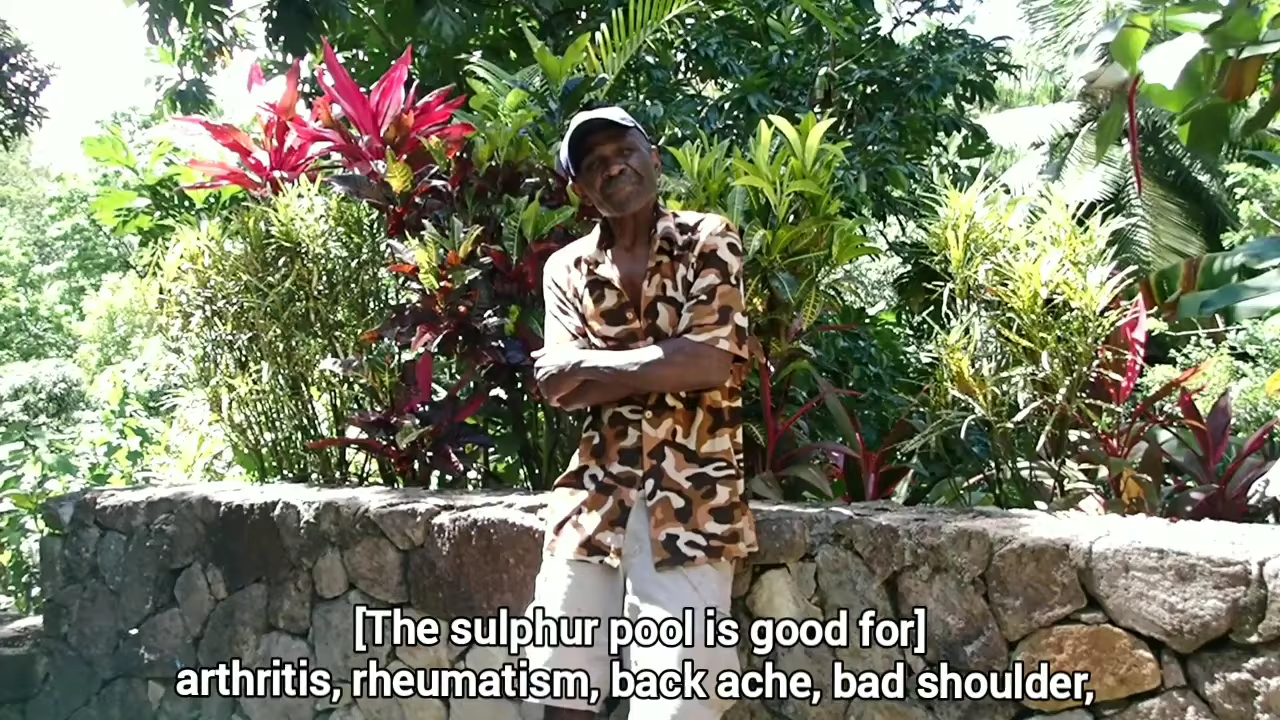 [The sulphur pool is good for]
arthritis, rheumatism, back ache, bad shoulder,